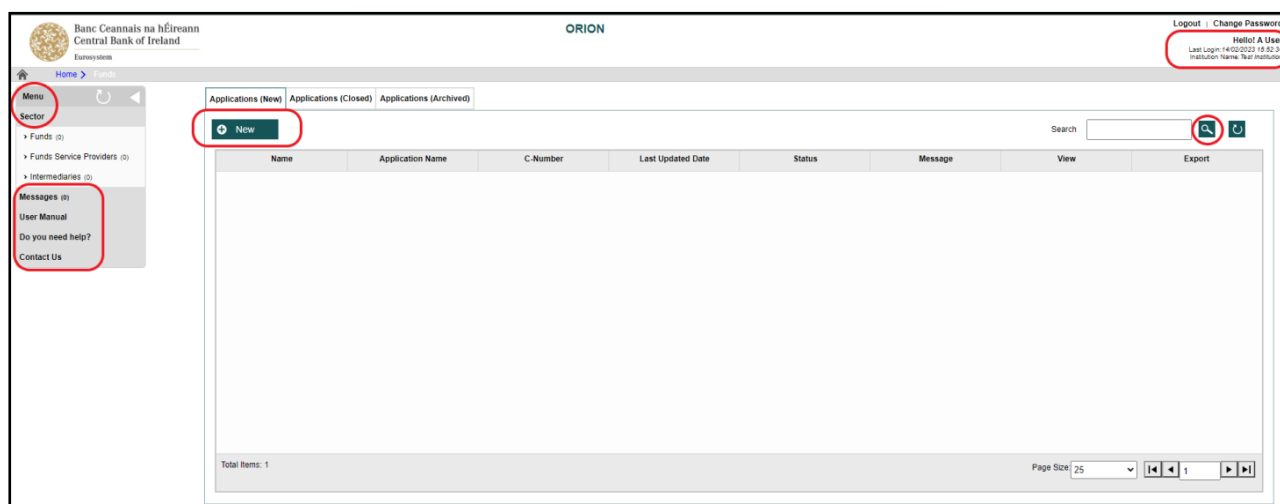 Banc Ceannais na hÉireann
Central Bank of Ireland
Eurosystem
ORION
Logout | Change Password
Hello! A Use
Last Login:14/02/2023 15:52:3
Institution Name:Test Institution
Home > Funds
Menu
Sector
> Funds (0)
> Funds Service Providers (0)
> Intermediaries (0)
Messages (0)
User Manual
Do you need help?
Contact Us
Applications (New) Applications (Closed) Applications (Archived)
New
Search
Name Application Name C-Number Last Updated Date Status Message View Export
Total Items: 1
Page Size 25
1